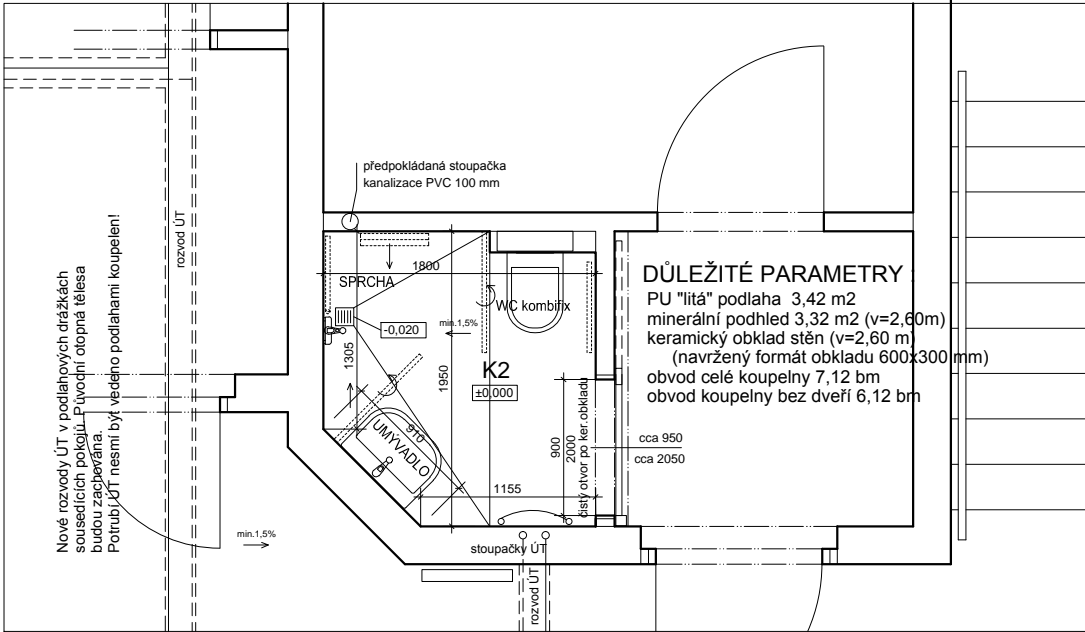 předpokládaná stoupačka
kanalizace PVC 100 mm
Nové rozvody ÚT v podlahových drážkách
sousedících pokojů. Původní otopná tělesa
budou zachována.
Potrubí ÚT nesmí být vedeno podlahami koupelen!
rozvod ÚT
1800
SPRCHA
WC kombifix
-0,020
min.1,5%
1305
1950
K2
±0,000
910
UMÝVADLO
1155
900
2000
čistý otvor po ker.obkladu
cca 950
cca 2050
DŮLEŽITÉ PARAMETRY :
PU "litá" podlaha 3,42 m2
minerální podhled 3,32 m2 (v=2,60m)
keramický obklad stěn (v=2,60 m)
(navržený formát obkladu 600x300 mm)
obvod celé koupelny 7,12 bm
obvod koupelny bez dveří 6,12 bm
min.1,5%
stoupačky ÚT
rozvod ÚT